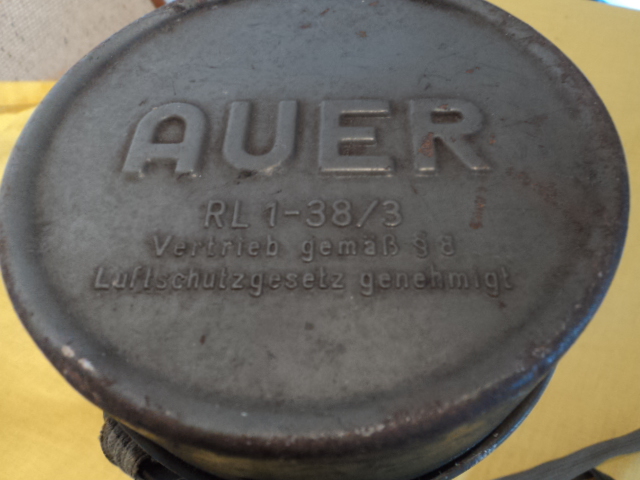 AUER
RL 1-38/3
Vertrieb gemäß § 8
Luftschutzgesetz genehmigt